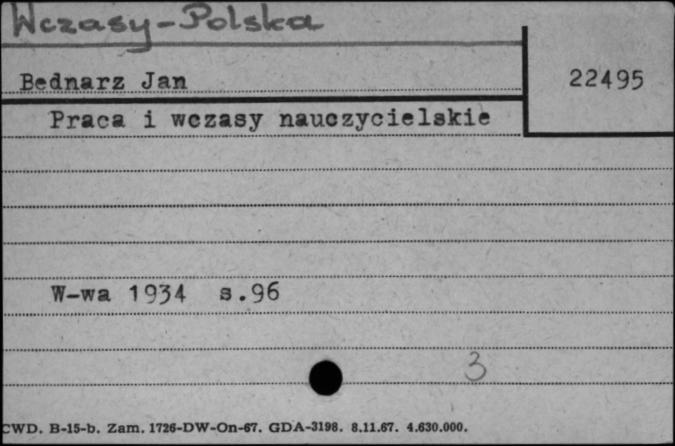 Wczasy-Polska
Bednarz Jan
22495
Praca i wczasy nauczycielskie
W-wa 1934 s.96
3
CWD. B-15-b. Zam. 1726-DW-On-67. GDA-3198. 8.11.67. 4.630.000.